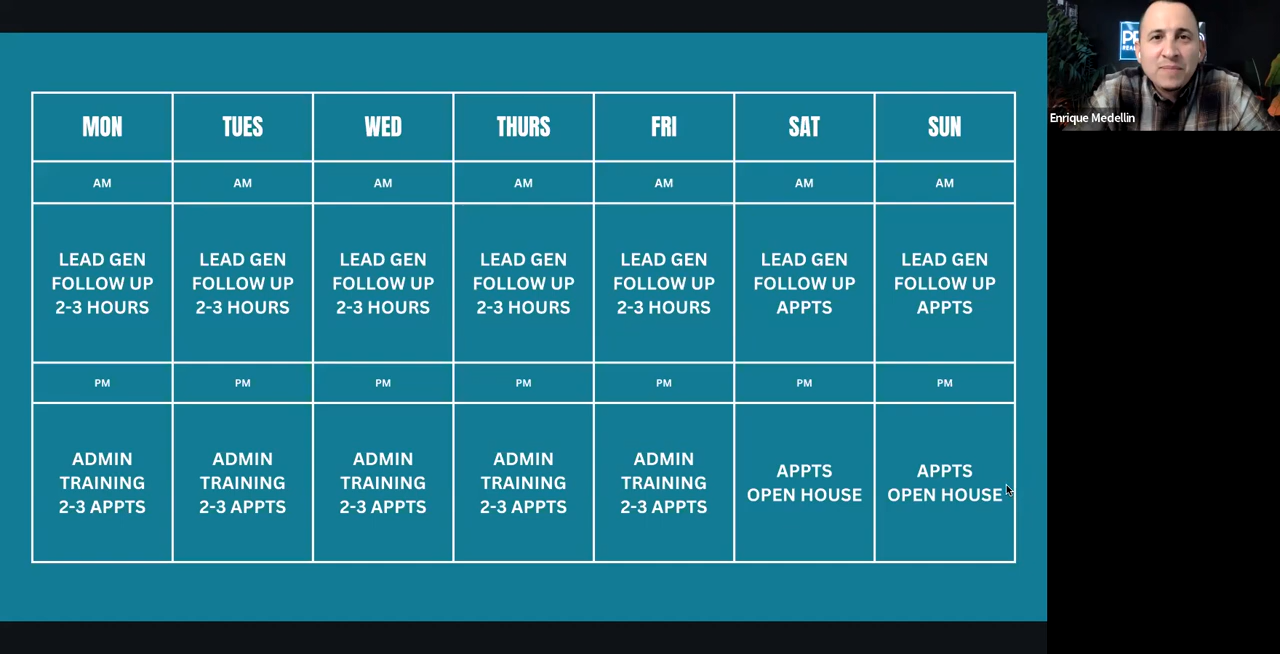 MON TUES WED THURS FRI SAT SUN
AM AM AM AM AM AM AM
LEAD GEN LEAD GEN LEAD GEN LEAD GEN LEAD GEN LEAD GEN LEAD GEN
FOLLOW UP FOLLOW UP FOLLOW UP FOLLOW UP FOLLOW UP FOLLOW UP FOLLOW UP
2-3 HOURS 2-3 HOURS 2-3 HOURS 2-3 HOURS 2-3 HOURS APPTS APPTS
PM PM PM PM PM PM PM
ADMIN ADMIN ADMIN ADMIN ADMIN
TRAINING TRAINING TRAINING TRAINING TRAINING APPTS APPTS
2-3 APPTS 2-3 APPTS 2-3 APPTS 2-3 APPTS 2-3 APPTS OPEN HOUSE OPEN HOUSE
Enrique Medellin